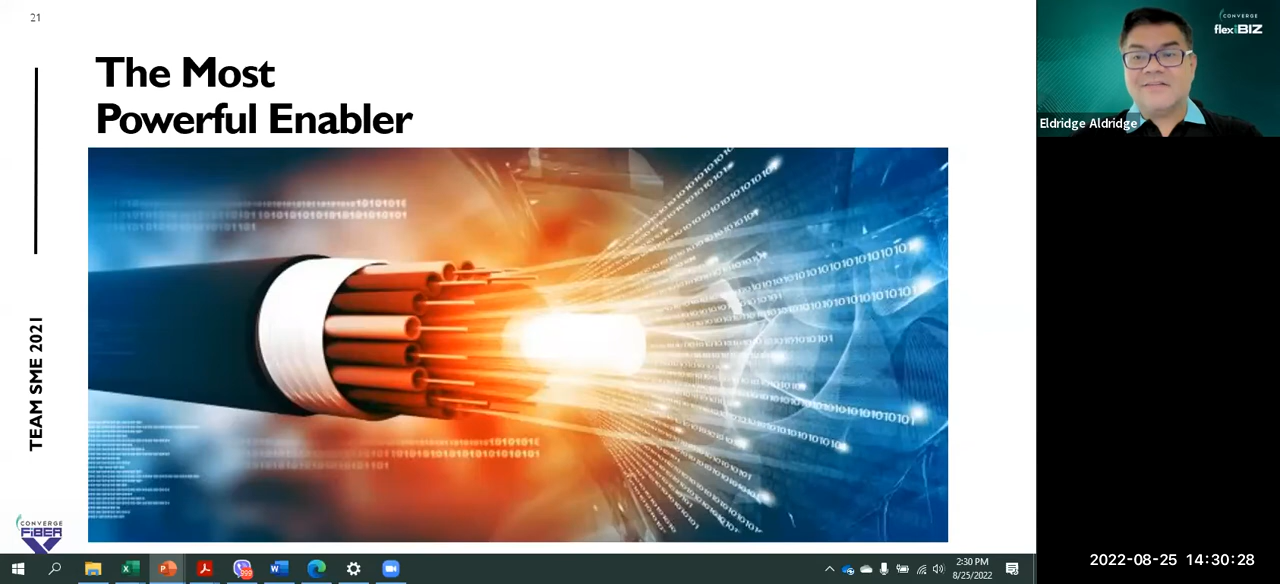 21
The Most
Powerful Enabler
TEAM SME 2021
CONVERGE
FiBER
CONVERGE
flexiBIZ
Eldridge Aldridge
2:30 PM
8/25/2022
2022-08-25 14:30:28